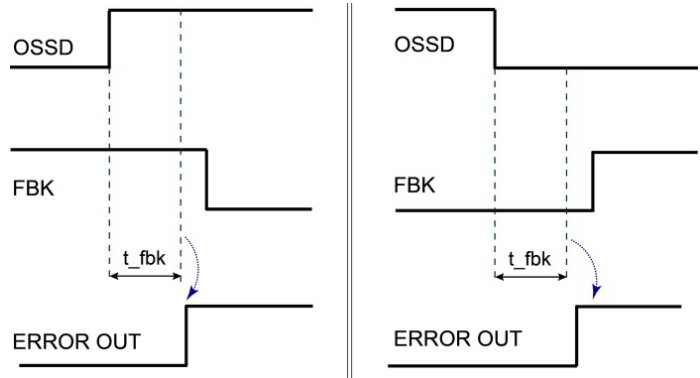 OSSD
FBK
t_fbk
ERROR OUT
OSSD
FBK
t_fbk
ERROR OUT